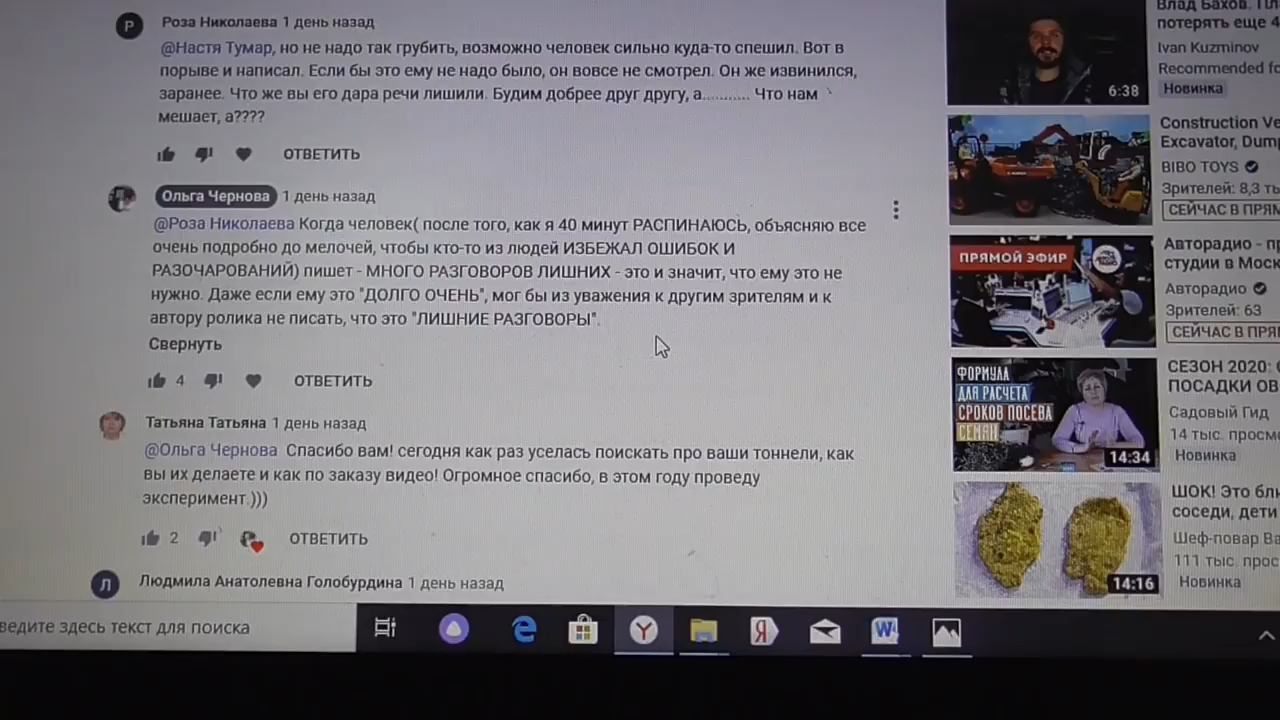 Р
Роза Николаева 1 день назад
@Настя Тумар, но не надо так грубить, возможно человек сильно куда-то спешил. Вот в
порыве и написал. Если бы это ему не надо было, он вовсе не смотрел. Он же извинился,
заранее. Что же вы его дара речи лишили. Будим добрее друг другу, а........... Что нам
мешает, а????
ОТВЕТИТЬ
Ольга Чернова 1 день назад
@Роза Николаева Когда человек( после того, как я 40 минут РАСПИНАЮСЬ, объясняю все
очень подробно до мелочей, чтобы кто-то из людей ИЗБЕЖАЛ ОШИБОК И
РАЗОЧАРОВАНИЙ) пишет - МНОГО РАЗГОВОРОВ ЛИШНИХ - это и значит, что ему это не
нужно. Даже если ему это "ДОЛГО ОЧЕНЬ", мог бы из уважения к другим зрителям и к
автору ролика не писать, что это "ЛИШНИЕ РАЗГОВОРЫ".
Свернуть
4 ОТВЕТИТЬ
Татьяна Татьяна 1 день назад
@Ольга Чернова Спасибо вам! сегодня как раз уселась поискать про ваши тоннели, как
вы их делаете и как по заказу видео! Огромное спасибо, в этом году проведу
эксперимент.)))
2 ОТВЕТИТЬ
Л
Людмила Анатолевна Голобурдина 1 день назад
Влад Бахов.
потерять еще 4
Ivan Kuzminov
Recommended fo
Новинка
6:38
Construction Ve
Excavator, Dump
BIBO TOYS
Зрителей: 8,3 ты
СЕЙЧАС В ПРЯМ
ПРЯМОЙ ЭФИР
Авторадио - пр
студии в Моск
Авторадио
Зрителей: 63
СЕЙЧАС В ПРЯМ
ФОРМУЛА
ДЛЯ РАСЧЕТА
СРОКОВ ПОСЕВА
СЕМЯН
14:34
СЕЗОН 2020:
ПОСАДКИ ОВ
Садовый Гид
14 тыс. просмо
Новинка
14:16
ШОК! Это блю
соседи, дети
Шеф-повар Ва
111 тыс. прос
Новинка
ведите здесь текст для поиска
Y
Я
W